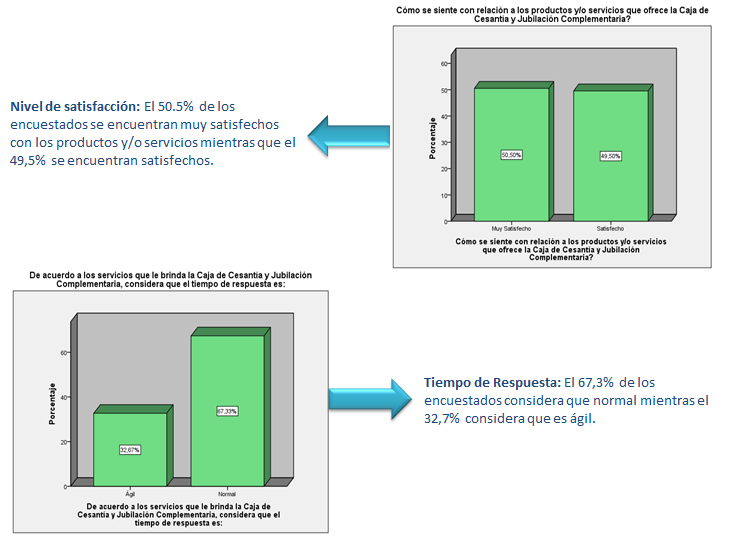 Cómo se siente con relación a los productos y/o servicios que ofrece la Caja de
Cesantía y Jubilación Complementaria?
Nivel de satisfacción: El 50.5% de los
encuestados se encuentran muy satisfechos
con los productos y/o servicios mientras que el
49,5% se encuentran satisfechos.
Porcentaje
60
50
40
30
20
10
0
50,50%
49,50%
Muy Satisfecho
Satisfecho
Cómo se siente con relación a los productos y/o servicios
que ofrece la Caja de Cesantía y Jubilación
Complementaria?
De acuerdo a los servicios que le brinda la Caja de Cesantía y Jubilación
Complementaria, considera que el tiempo de respuesta es:
Porcentaje
60
40
20
0
32,67%
67,33%
Ágil
Normal
De acuerdo a los servicios que le brinda la Caja de
Cesantía y Jubilación Complementaria, considera que el
tiempo de respuesta es:
Tiempo de Respuesta: El 67,3% de los
encuestados considera que normal mientras el
32,7% considera que es ágil.